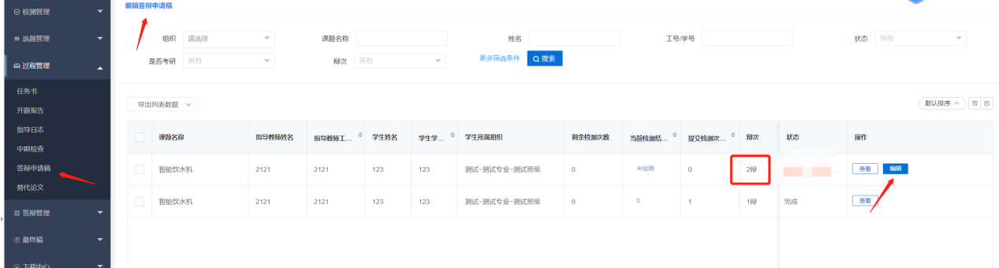 检测管理
选题管理
过程管理
任务书
开题报告
指导日志
中期检查
答辩申请稿
替代论文
答辩管理
最终稿
下载中心
编辑答辩申请稿
组织 请选择 课题名称 姓名 工号/学号 状态 所有
是否考研 所有 辩次 所有 更多筛选条件 搜索
导出列表数据 默认排序
课题名称 指导教师姓名 指导教师工... 学生姓名 学生学... 学生所属组织 剩余检测次数 当前检测结... 提交检测次... 辩次 状态 操作
智能饮水机 2121 2121 123 123 测试~测试专业~测试班级 0 未检测 0 2辩 查看 编辑
智能饮水机 2121 2121 123 123 测试~测试专业~测试班级 0 0 1 1辩 完成 查看